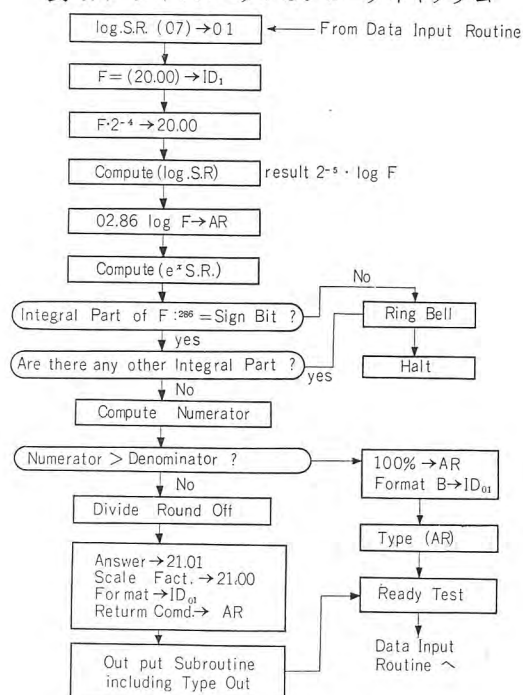 log.S.R. (07)→01
From Data Input Routine
F=(20.00)→ID₁
F·2⁻⁴→20.00
Compute(log.S.R)
result 2⁻⁵·log F
02.86 log F→AR
Compute(eˣ S.R.)
No
Integral Part of F·²⁸⁶=Sign Bit ?
Ring Bell
yes
Are there any other Integral Part ?
yes
Halt
No
Compute Numerator
Numerator > Denominator ?
100%→AR
Format B→ID₀₁
No
Divide Round Off
Type (AR)
Answer→21.01
Scale Fact.→21.00
Format→ID₀₁
Returm Comd.→ AR
Ready Test
Data Input
Routine へ
Out put Subroutine
including Type Out